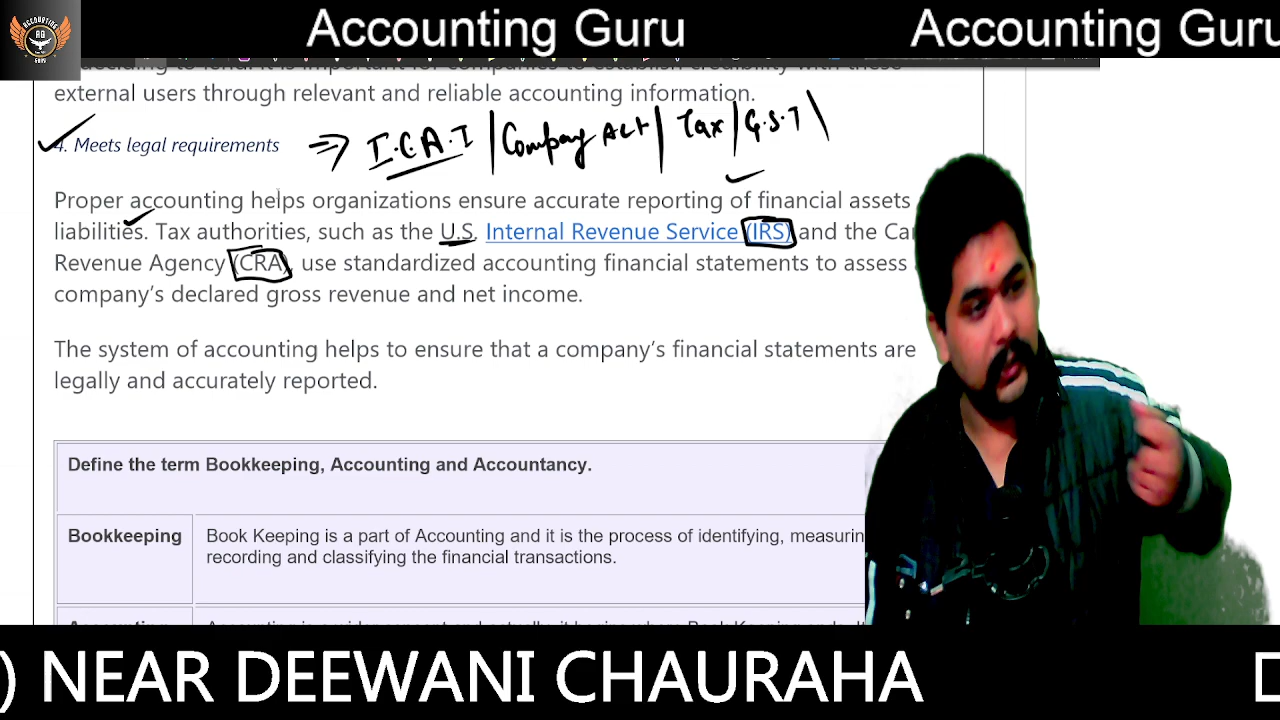 Accounting Guru Accounting Guru
ACCOUNTING
AG
external users through relevant and reliable accounting information.
4. Meets legal requirements ⇒ I.C.A.I | Company Act | Tax | G.S.T |
Proper accounting helps organizations ensure accurate reporting of financial assets
liabilities. Tax authorities, such as the U.S. Internal Revenue Service (IRS) and the
Revenue Agency (CRA), use standardized accounting financial statements to assess
company’s declared gross revenue and net income.
The system of accounting helps to ensure that a company’s financial statements are
legally and accurately reported.
Define the term Bookkeeping, Accounting and Accountancy.
Bookkeeping Book Keeping is a part of Accounting and it is the process of identifying,
recording and classifying the financial transactions.
) NEAR DEEWANI CHAURAHA